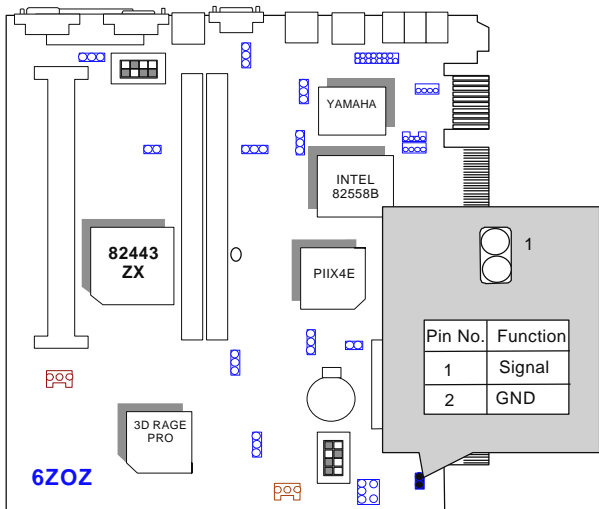 YAMAHA
INTEL
82558B
82443
ZX
PIIX4E
1
Pin No. Function
1 Signal
2 GND
3D RAGE
PRO
6ZOZ